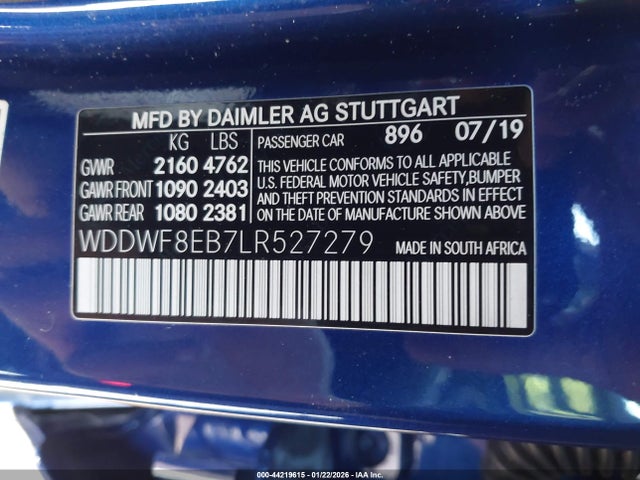 MFD BY DAIMLER AG STUTTGART
KG LBS PASSENGER CAR 896 07/19
GVWR 2160 4762
GAWR FRONT 1090 2403
GAWR REAR 1080 2381
THIS VEHICLE CONFORMS TO ALL APPLICABLE
U.S. FEDERAL MOTOR VEHICLE SAFETY, BUMPER
AND THEFT PREVENTION STANDARDS IN EFFECT
ON THE DATE OF MANUFACTURE SHOWN ABOVE
WDDWF8EB7LR527279 MADE IN SOUTH AFRICA
000-44219615 - 01/22/2026 - IAA Inc.